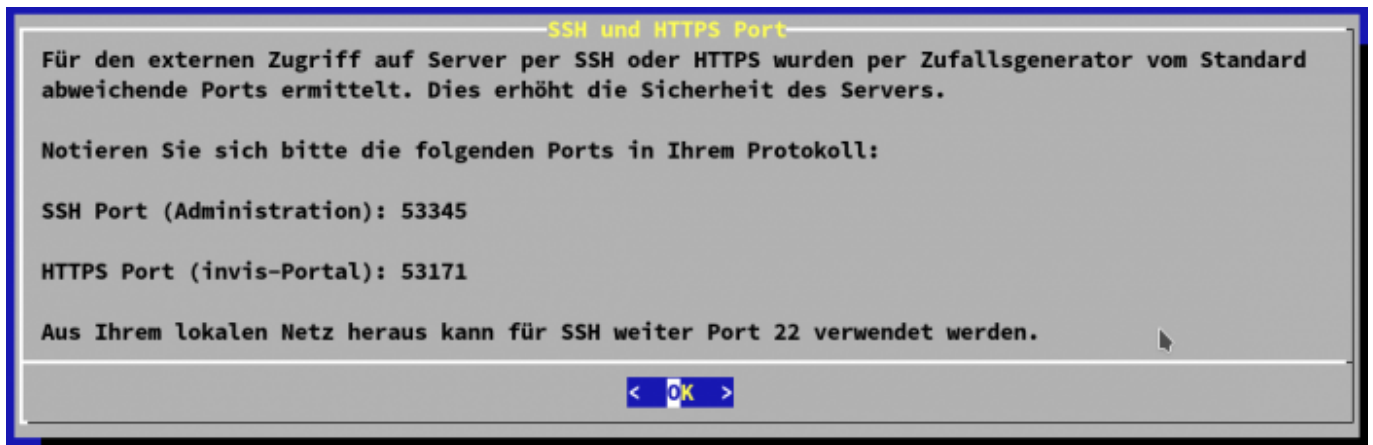 SSH und HTTPS Port
Für den externen Zugriff auf Server per SSH oder HTTPS wurden per Zufallsgenerator vom Standard
abweichende Ports ermittelt. Dies erhöht die Sicherheit des Servers.
Notieren Sie sich bitte die folgenden Ports in Ihrem Protokoll:
SSH Port (Administration): 53345
HTTPS Port (invis-Portal): 53171
Aus Ihrem lokalen Netz heraus kann für SSH weiter Port 22 verwendet werden.
< OK >